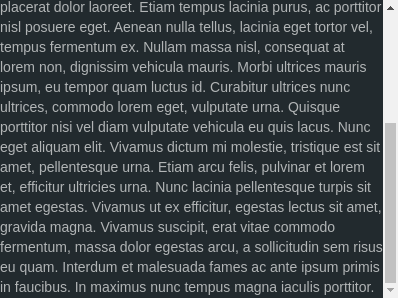 placerat dolor laoreet. Etiam tempus lacinia purus, ac porttitor
nisl posuere eget. Aenean nulla tellus, lacinia eget tortor vel,
tempus fermentum ex. Nullam massa nisl, consequat at
lorem non, dignissim vehicula mauris. Morbi ultrices mauris
ipsum, eu tempor quam luctus id. Curabitur ultrices nunc
ultrices, commodo lorem eget, vulputate urna. Quisque
porttitor nisi vel diam vulputate vehicula eu quis lacus. Nunc
eget aliquam elit. Vivamus dictum mi molestie, tristique est sit
amet, pellentesque urna. Etiam arcu felis, pulvinar et lorem
et, efficitur ultricies urna. Nunc lacinia pellentesque turpis sit
amet egestas. Vivamus ut ex efficitur, egestas lectus sit amet,
gravida magna. Vivamus suscipit, erat vitae commodo
fermentum, massa dolor egestas arcu, a sollicitudin sem risus
eu quam. Interdum et malesuada fames ac ante ipsum primis
in faucibus. In maximus nunc tempus magna iaculis porttitor.